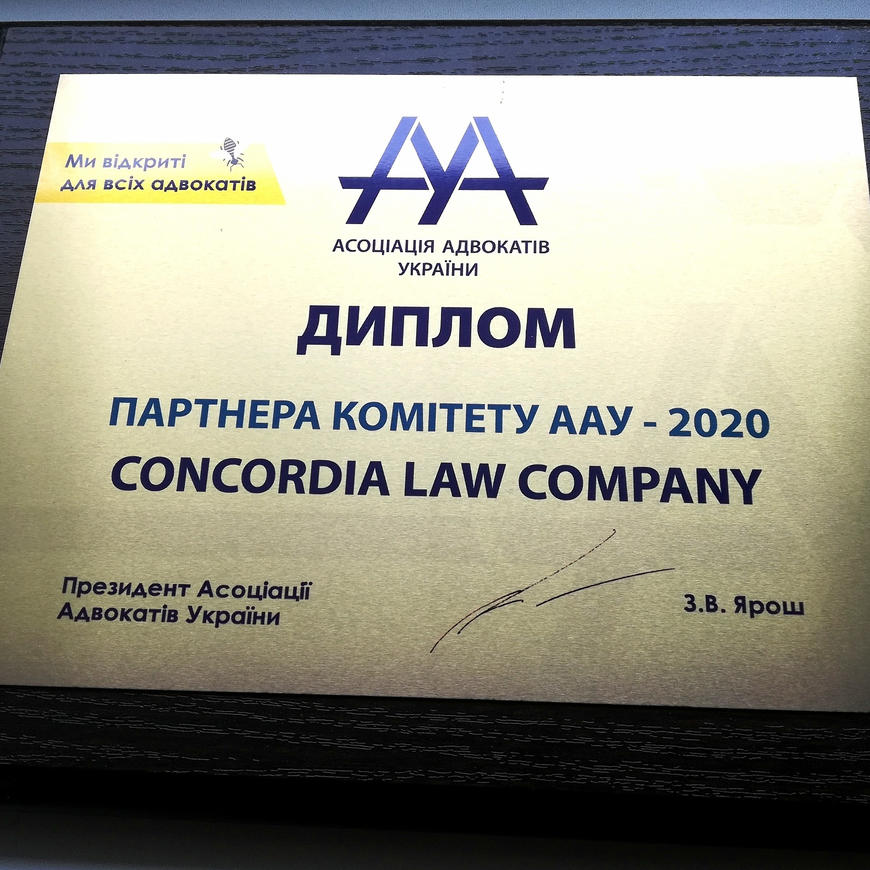 Ми відкриті
для всіх адвокатів
ААУ
АСОЦІАЦІЯ АДВОКАТІВ
УКРАЇНИ
ДИПЛОМ
ПАРТНЕРА КОМІТЕТУ ААУ - 2020
CONCORDIA LAW COMPANY
Президент Асоціації
Адвокатів України
З.В. Ярош